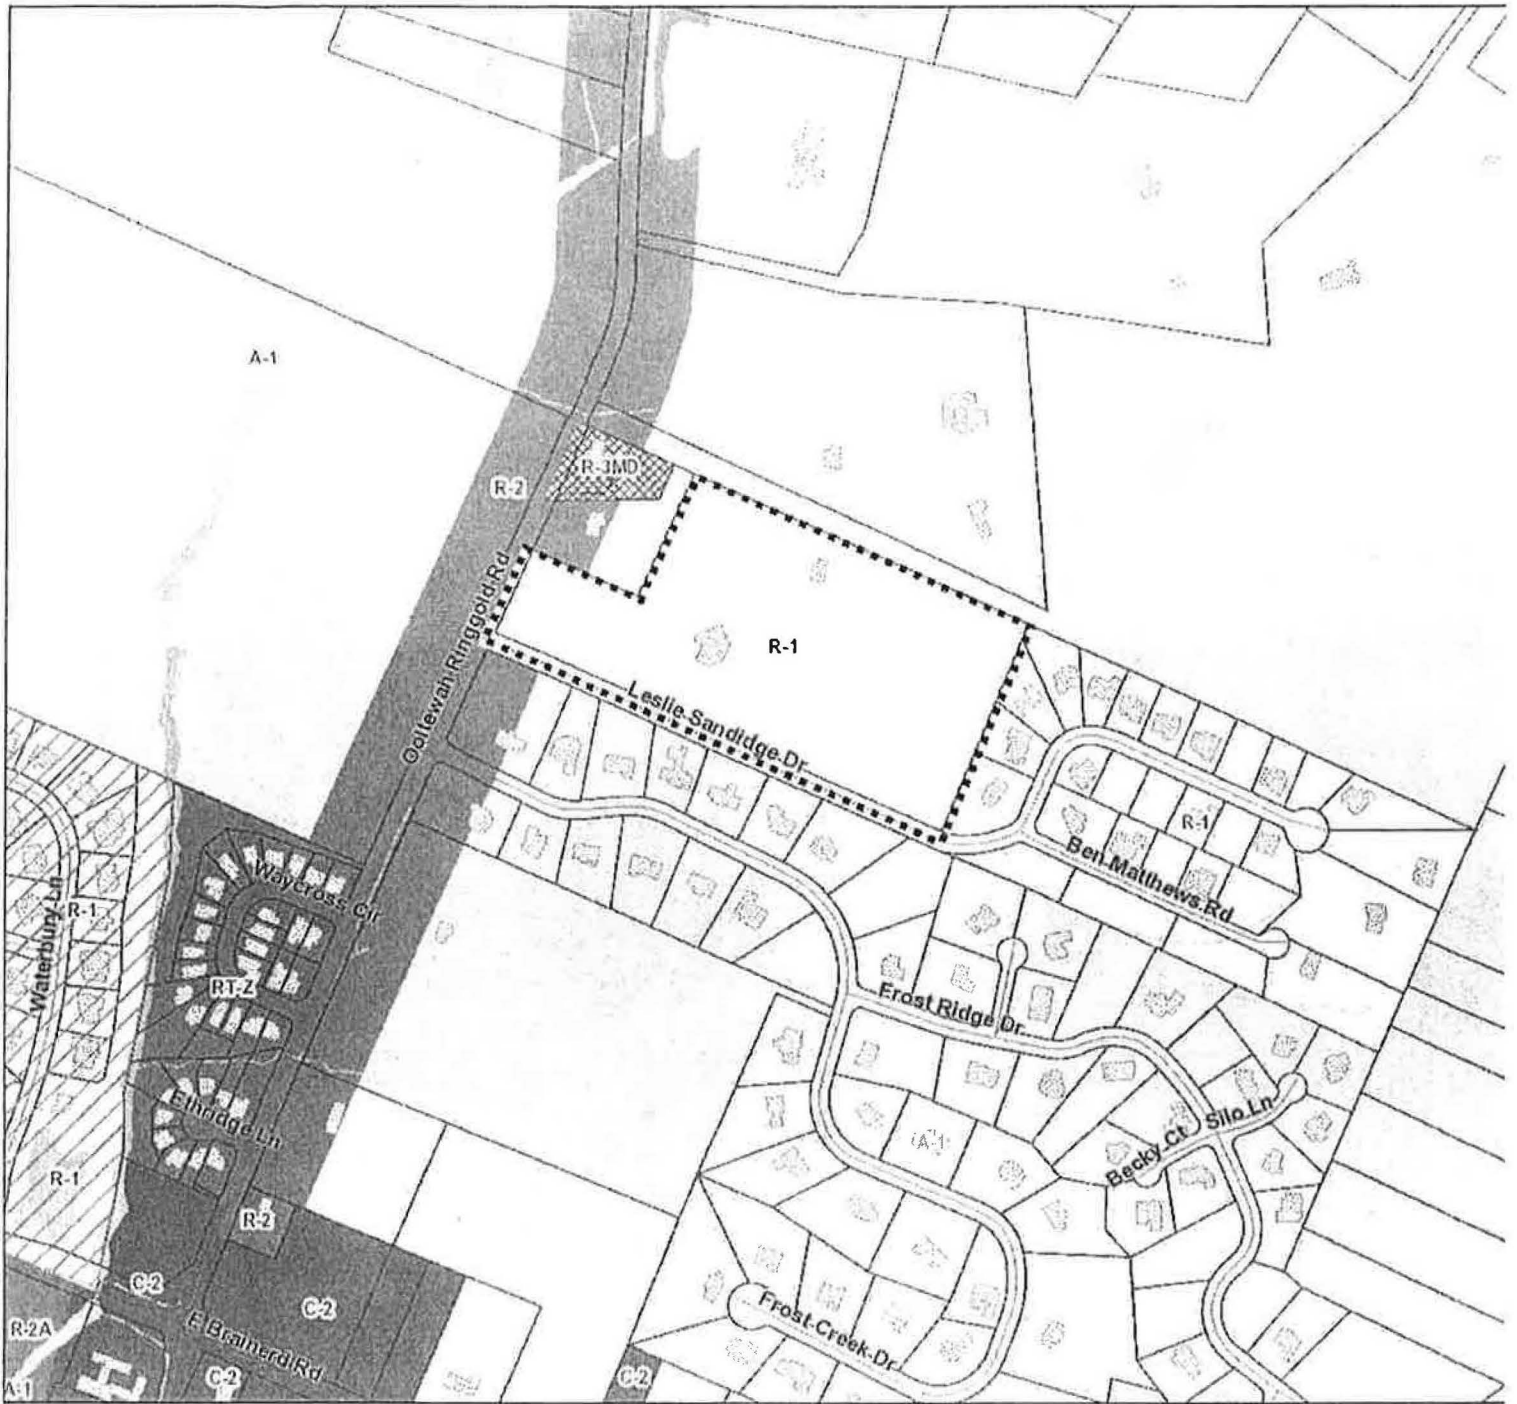 A-1
R-3MD
R-2
Ooltewah-Ringgold Rd
R-1
Leslie Sandidge Dr
R-1
Ben Matthews Rd
Waycross Cir
Waterbury Ln
R-1
RT-Z
Frost Ridge Dr
Ethridge Ln
A-1
Silo Ln
Becky Ct
R-1
R-2
C-2
C-2
E Brainerd Rd
Frost Creek Dr
R-2A
C-2
C-2
A-1